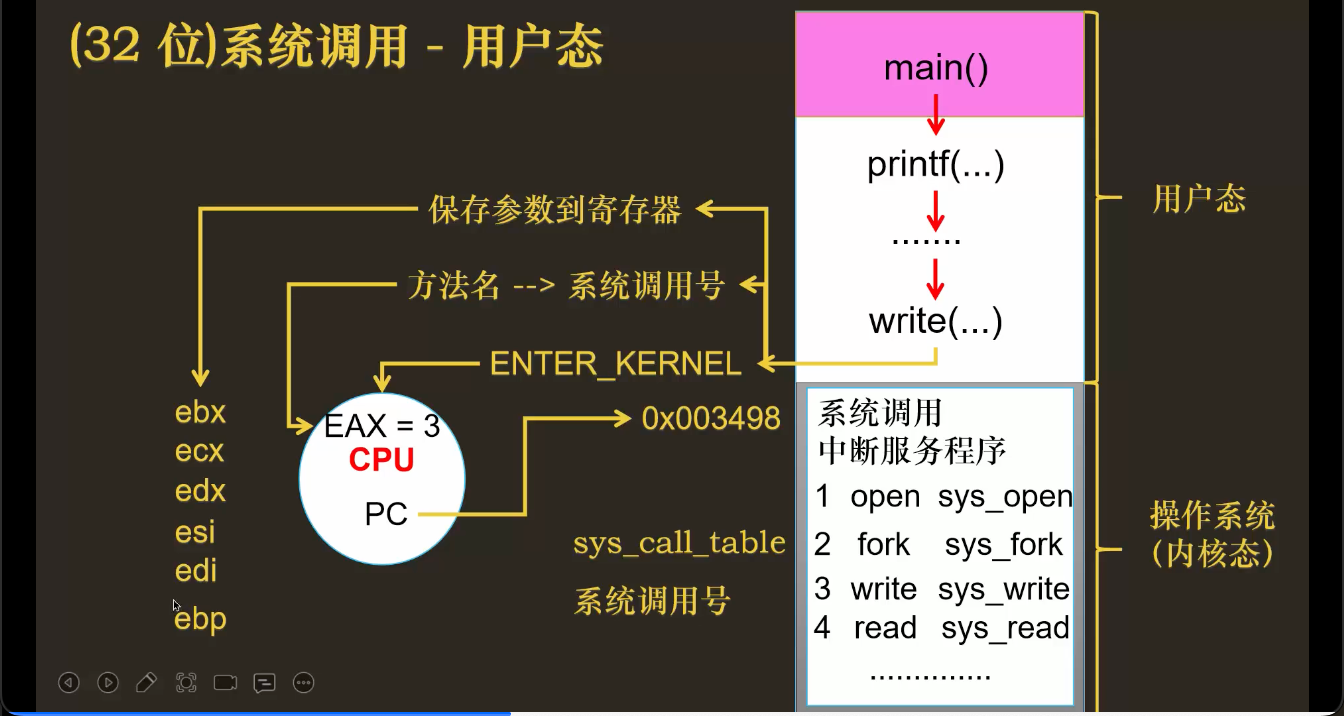 (32 位)系统调用 - 用户态
main()
printf(...)
.......
write(...)
用户态
保存参数到寄存器
方法名 --> 系统调用号
ENTER_KERNEL
ebx
ecx
edx
esi
edi
ebp
EAX = 3
CPU
PC
0x003498
sys_call_table
系统调用号
系统调用
中断服务程序
1 open sys_open
2 fork sys_fork
3 write sys_write
4 read sys_read
..............
操作系统
(内核态)